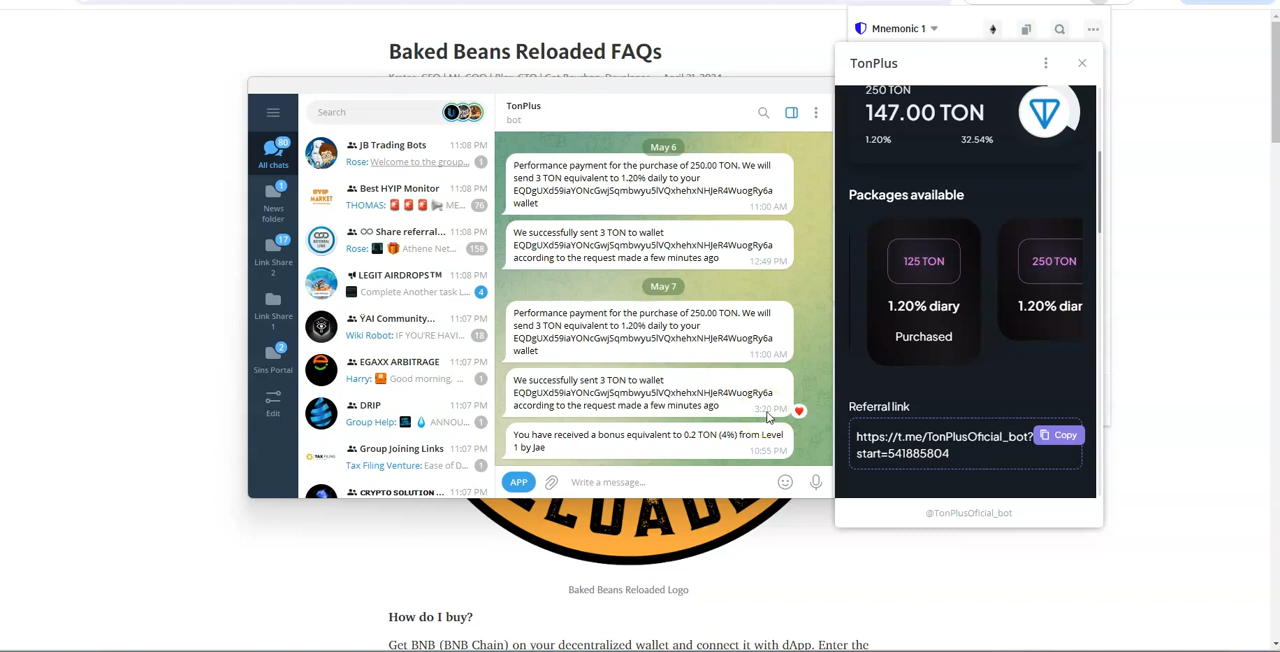 Baked Beans Reloaded FAQs
Mnemonic 1
TonPlus
Search
TonPlus
bot
80
All chats
1
News
folder
17
Link Share
2
Link Share
1
2
Sins Portal
Edit
JB Trading Bots 11:08 PM
Rose: Welcome to the group... 1
Best HYIP Monitor 11:08 PM
THOMAS: ME... 76
Share referral... 11:08 PM
Rose: Athene Net... 158
LEGIT AIRDROPS™ 11:08 PM
Complete Another task L... 4
ŸAI Community... 11:07 PM
Wiki Robot: IF YOU'RE HAVI... 18
EGAXX ARBITRAGE 11:07 PM
Harry: Good morning, ... 1
DRIP 11:07 PM
Group Help: ANNOU... 1
Group Joining Links 11:07 PM
Tax Filing Venture: Ease of D... 1
CRYPTO SOLUTION ... 11:07 PM
May 6
Performance payment for the purchase of 250.00 TON. We will
send 3 TON equivalent to 1.20% daily to your
EQDgUXd59iaYONcGwjSqmbwyu5lVQxhehxNHJeR4WuogRy6a
wallet
11:00 AM
We successfully sent 3 TON to wallet
EQDgUXd59iaYONcGwjSqmbwyu5lVQxhehxNHJeR4WuogRy6a
according to the request made a few minutes ago
12:49 PM
May 7
Performance payment for the purchase of 250.00 TON. We will
send 3 TON equivalent to 1.20% daily to your
EQDgUXd59iaYONcGwjSqmbwyu5lVQxhehxNHJeR4WuogRy6a
wallet
11:00 AM
We successfully sent 3 TON to wallet
EQDgUXd59iaYONcGwjSqmbwyu5lVQxhehxNHJeR4WuogRy6a
according to the request made a few minutes ago
3:20 PM
You have received a bonus equivalent to 0.2 TON (4%) from Level
1 by Jae
10:55 PM
APP
Write a message...
250 TON
147.00 TON
1.20% 32.54%
Packages available
125 TON
1.20% diary
Purchased
250 TON
1.20% diar
Referral link
https://t.me/TonPlusOficial_bot?
start=541885804
Copy
@TonPlusOficial_bot
Baked Beans Reloaded Logo
How do I buy?
Get BNB (BNB Chain) on your decentralized wallet and connect it with dApp. Enter the